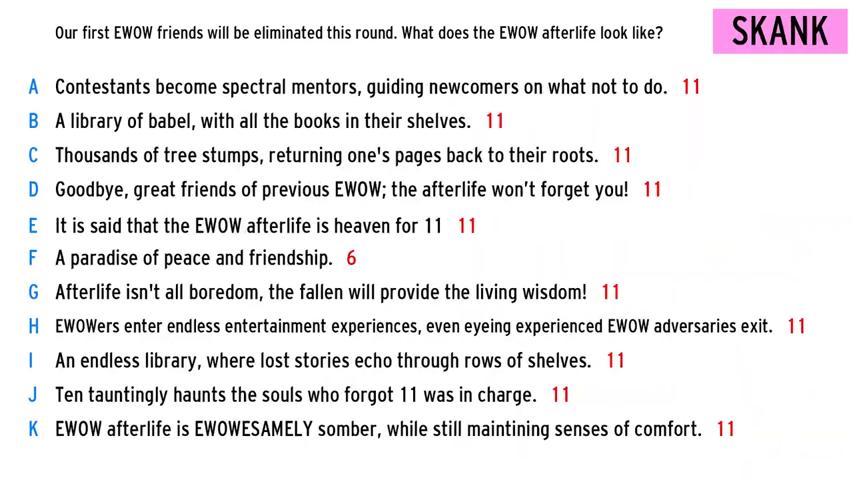 Our first EWOW friends will be eliminated this round. What does the EWOW afterlife look like?
SKANK
A Contestants become spectral mentors, guiding newcomers on what not to do. 11
B A library of babel, with all the books in their shelves. 11
C Thousands of tree stumps, returning one's pages back to their roots. 11
D Goodbye, great friends of previous EWOW; the afterlife won’t forget you! 11
E It is said that the EWOW afterlife is heaven for 11 11
F A paradise of peace and friendship. 6
G Afterlife isn't all boredom, the fallen will provide the living wisdom! 11
H EWOWers enter endless entertainment experiences, even eyeing experienced EWOW adversaries exit. 11
I An endless library, where lost stories echo through rows of shelves. 11
J Ten tauntingly haunts the souls who forgot 11 was in charge. 11
K EWOW afterlife is EWOWESAMELY somber, while still maintining senses of comfort. 11